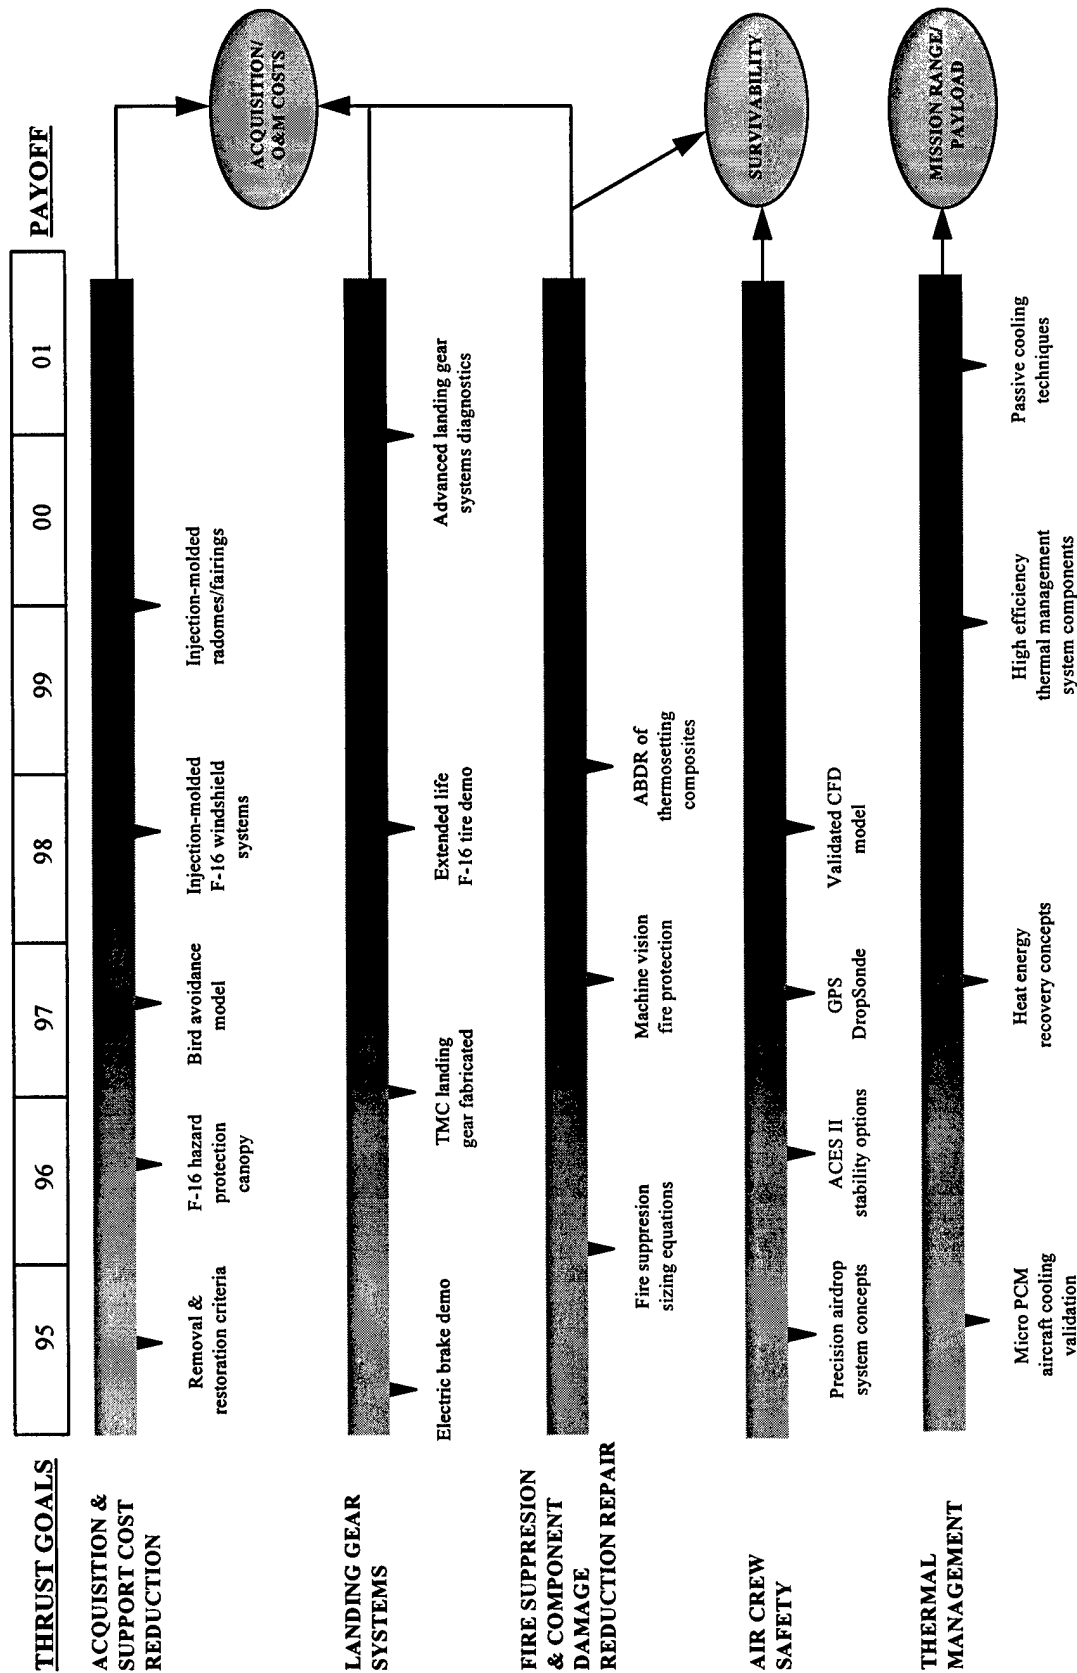 THRUST GOALS
95
96
97
98
99
00
01
PAYOFF
ACQUISITION &
SUPPORT COST
REDUCTION
Removal &
restoration criteria
F-16 hazard
protection
canopy
Bird avoidance
model
Injection-molded
F-16 windshield
systems
Injection-molded
radomes/fairings
ACQUISITION/
O&M COSTS
LANDING GEAR
SYSTEMS
Electric brake demo
TMC landing
gear fabricated
Extended life
F-16 tire demo
Advanced landing gear
systems diagnostics
FIRE SUPPRESION
& COMPONENT
DAMAGE
REDUCTION REPAIR
Fire suppresion
sizing equations
Machine vision
fire protection
ABDR of
thermosetting
composites
AIR CREW
SAFETY
Precision airdrop
system concepts
ACES II
stability options
GPS
DropSonde
Validated CFD
model
SURVIVABILITY
THERMAL
MANAGEMENT
Micro PCM
aircraft cooling
validation
Heat energy
recovery concepts
High efficiency
thermal management
system components
Passive cooling
techniques
MISSION RANGE/
PAYLOAD